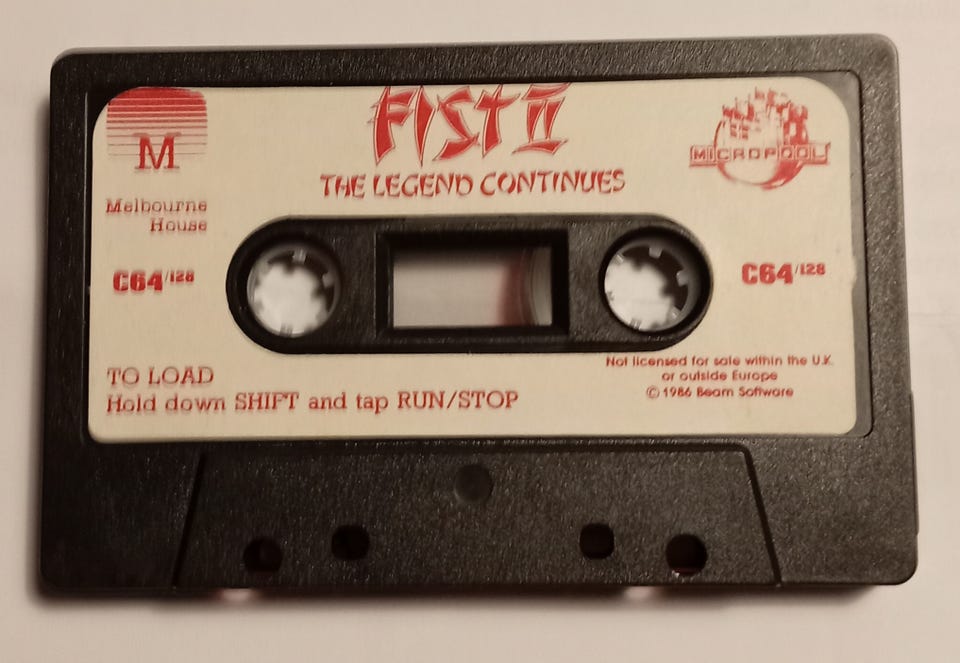 M
Melbourne
House
FIST II
THE LEGEND CONTINUES
MICROPOOL
C64/128
C64/128
TO LOAD
Hold down SHIFT and tap RUN/STOP
Not licensed for sale within the U.K.
or outside Europe
© 1986 Beam Software